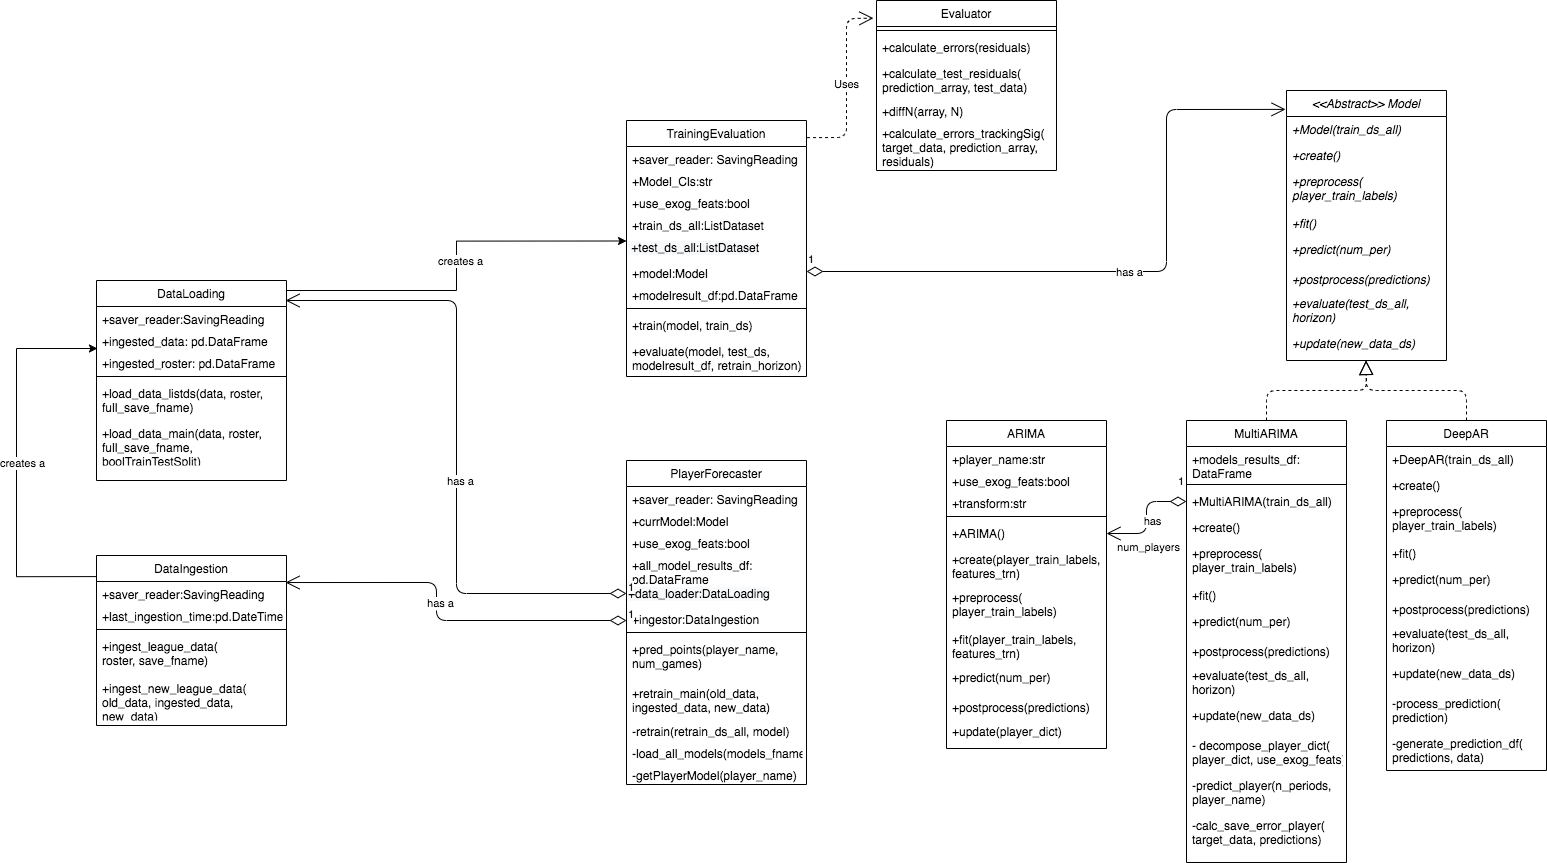 Evaluator
+calculate_errors(residuals)
+calculate_test_residuals(
prediction_array, test_data)
+diffN(array, N)
+calculate_errors_trackingSig(
target_data, prediction_array,
residuals)
Uses
<<Abstract>> Model
+Model(train_ds_all)
+create()
+preprocess(
player_train_labels)
+fit()
+predict(num_per)
+postprocess(predictions)
+evaluate(test_ds_all,
horizon)
+update(new_data_ds)
TrainingEvaluation
+saver_reader: SavingReading
+Model_Cls:str
+use_exog_feats:bool
+train_ds_all:ListDataset
+test_ds_all:ListDataset
+model:Model
+modelresult_df:pd.DataFrame
+train(model, train_ds)
+evaluate(model, test_ds,
modelresult_df, retrain_horizon)
1
has a
creates a
DataLoading
+saver_reader:SavingReading
+ingested_data: pd.DataFrame
+ingested_roster: pd.DataFrame
+load_data_listds(data, roster,
full_save_fname)
+load_data_main(data, roster,
full_save_fname,
boolTrainTestSplit)
creates a
has a
DataIngestion
+saver_reader:SavingReading
+last_ingestion_time:pd.DateTime
+ingest_league_data(
roster, save_fname)
+ingest_new_league_data(
old_data, ingested_data,
new_data)
has a
PlayerForecaster
+saver_reader: SavingReading
+currModel:Model
+use_exog_feats:bool
+all_model_results_df:
pd.DataFrame
1
+data_loader:DataLoading
1
+ingestor:DataIngestion
+pred_points(player_name,
num_games)
+retrain_main(old_data,
ingested_data, new_data)
-retrain(retrain_ds_all, model)
-load_all_models(models_fname
-getPlayerModel(player_name)
ARIMA
+player_name:str
+use_exog_feats:bool
+transform:str
+ARIMA()
+create(player_train_labels,
features_trn)
+preprocess(
player_train_labels)
+fit(player_train_labels,
features_trn)
+predict(num_per)
+postprocess(predictions)
+update(player_dict)
1
has
num_players
MultiARIMA
+models_results_df:
DataFrame
+MultiARIMA(train_ds_all)
+create()
+preprocess(
player_train_labels)
+fit()
+predict(num_per)
+postprocess(predictions)
+evaluate(test_ds_all,
horizon)
+update(new_data_ds)
- decompose_player_dict(
player_dict, use_exog_feats
-predict_player(n_periods,
player_name)
-calc_save_error_player(
target_data, predictions)
DeepAR
+DeepAR(train_ds_all)
+create()
+preprocess(
player_train_labels)
+fit()
+predict(num_per)
+postprocess(predictions)
+evaluate(test_ds_all,
horizon)
+update(new_data_ds)
-process_prediction(
prediction)
-generate_prediction_df(
predictions, data)